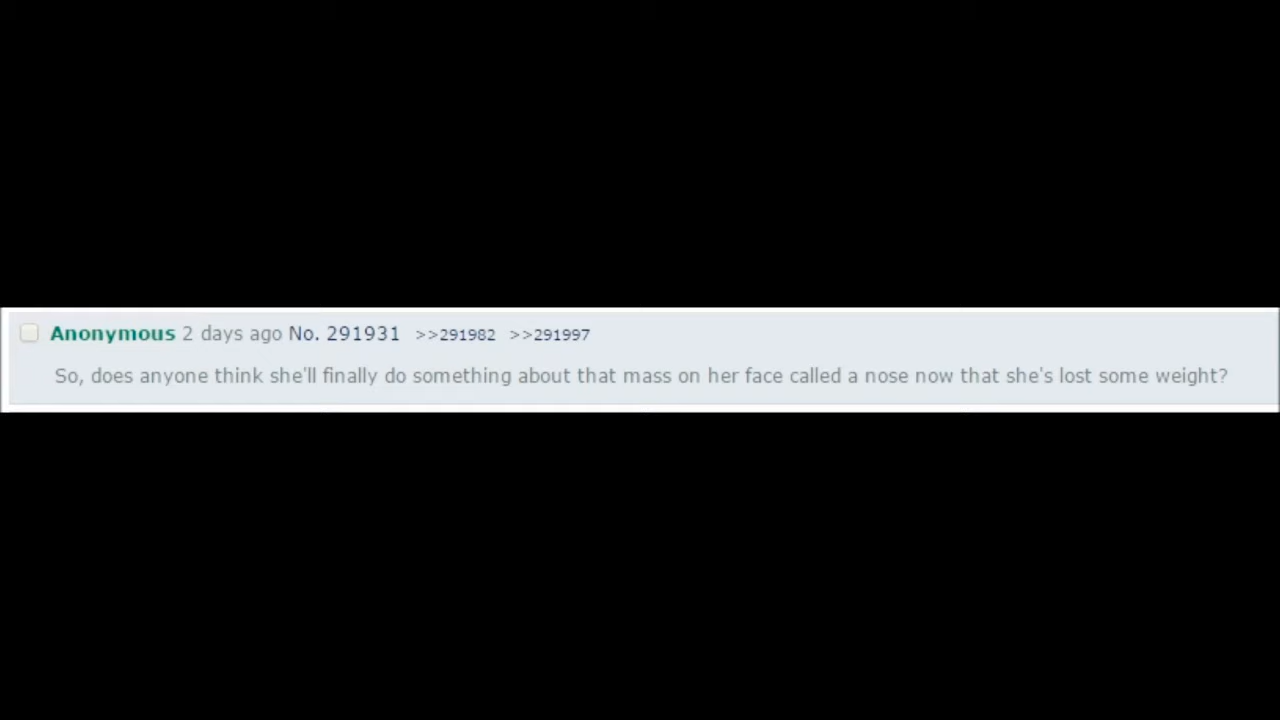 Anonymous 2 days ago No. 291931 >>291982 >>291997
So, does anyone think she'll finally do something about that mass on her face called a nose now that she's lost some weight?